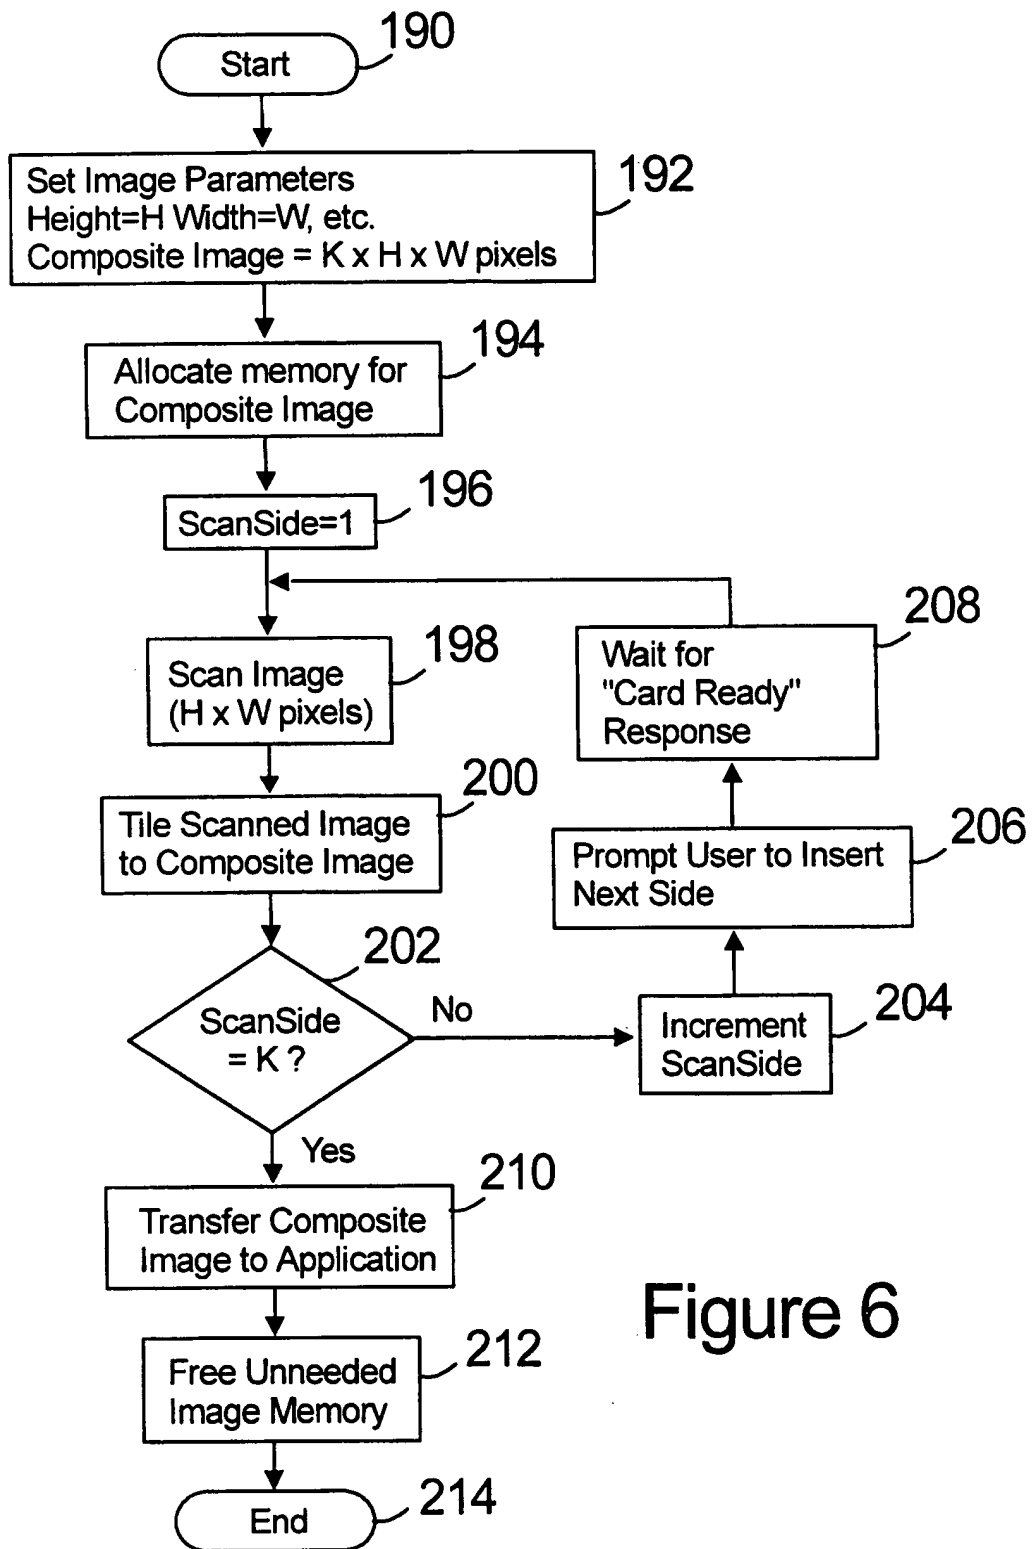 190
Start
192
Set Image Parameters
Height=H Width=W, etc.
Composite Image = K x H x W pixels
194
Allocate memory for
Composite Image
196
ScanSide=1
198
Scan Image
(H x W pixels)
200
Tile Scanned Image
to Composite Image
202
ScanSide
= K ?
No
204
Increment
ScanSide
206
Prompt User to Insert
Next Side
208
Wait for
"Card Ready"
Response
Yes
210
Transfer Composite
Image to Application
212
Free Unneeded
Image Memory
End
214
Figure 6